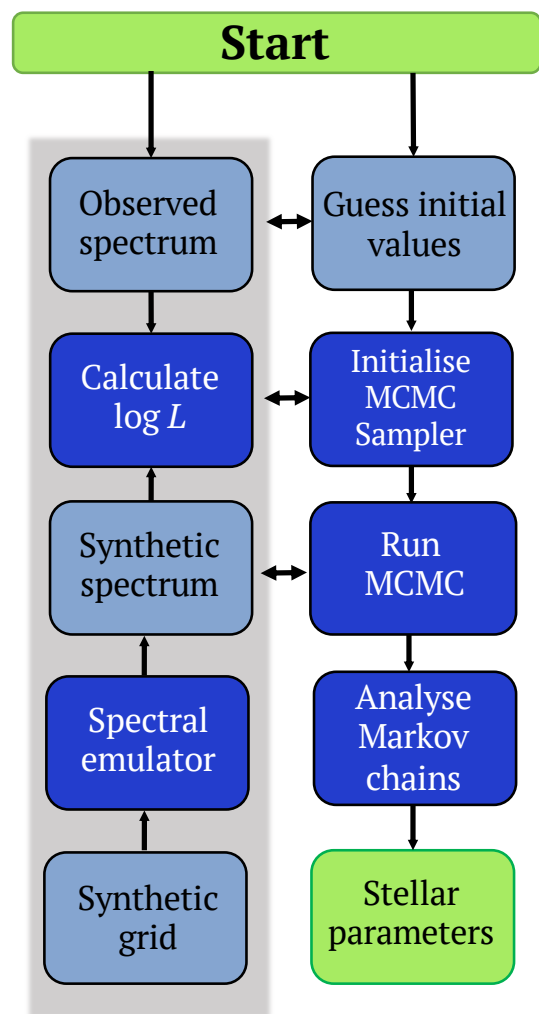 Start
Observed
spectrum
Guess initial
values
Calculate
log L
Initialise
MCMC
Sampler
Synthetic
spectrum
Run
MCMC
Spectral
emulator
Analyse
Markov
chains
Synthetic
grid
Stellar
parameters